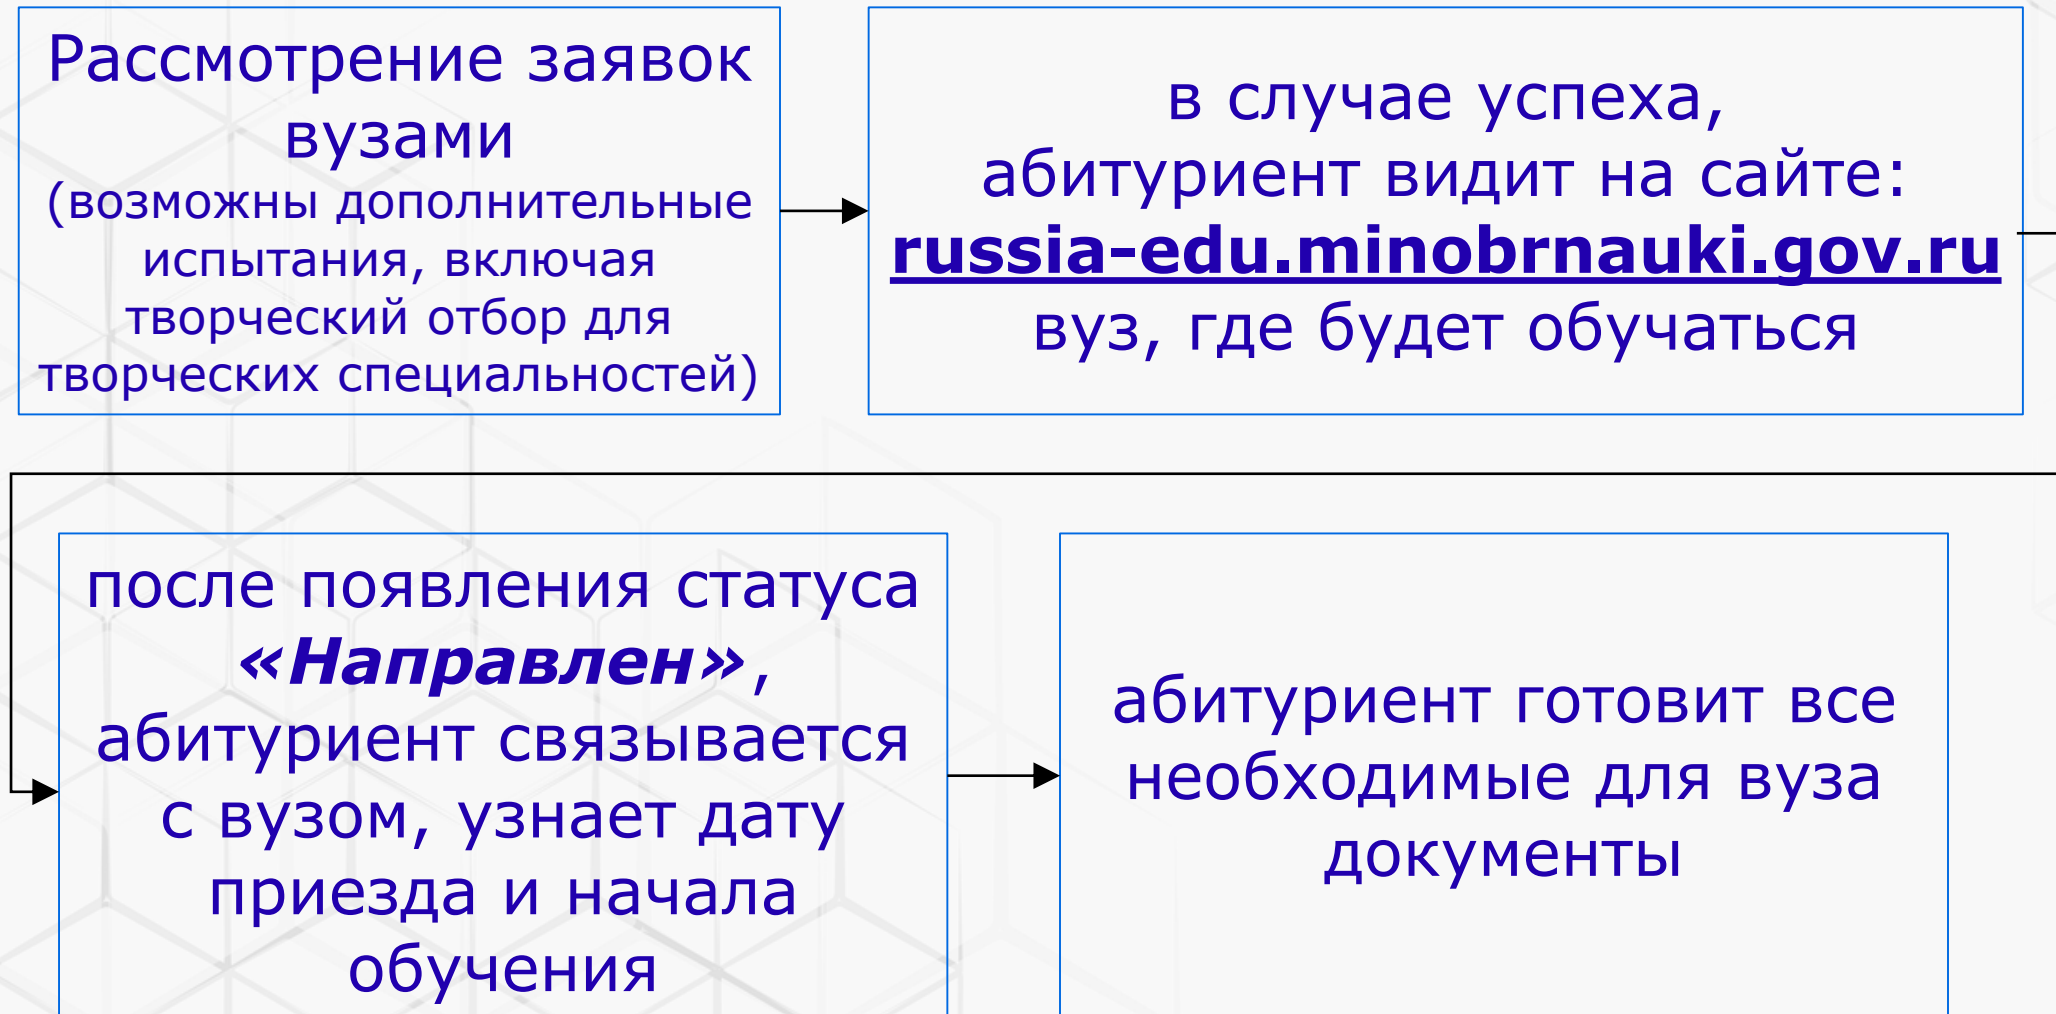 Рассмотрение заявок
вузами
(возможны дополнительные
испытания, включая
творческий отбор для
творческих специальностей)
в случае успеха,
абитуриент видит на сайте:
russia-edu.minobrnauki.gov.ru
вуз, где будет обучаться
после появления статуса
«Направлен»,
абитуриент связывается
с вузом, узнает дату
приезда и начала
обучения
абитуриент готовит все
необходимые для вуза
документы